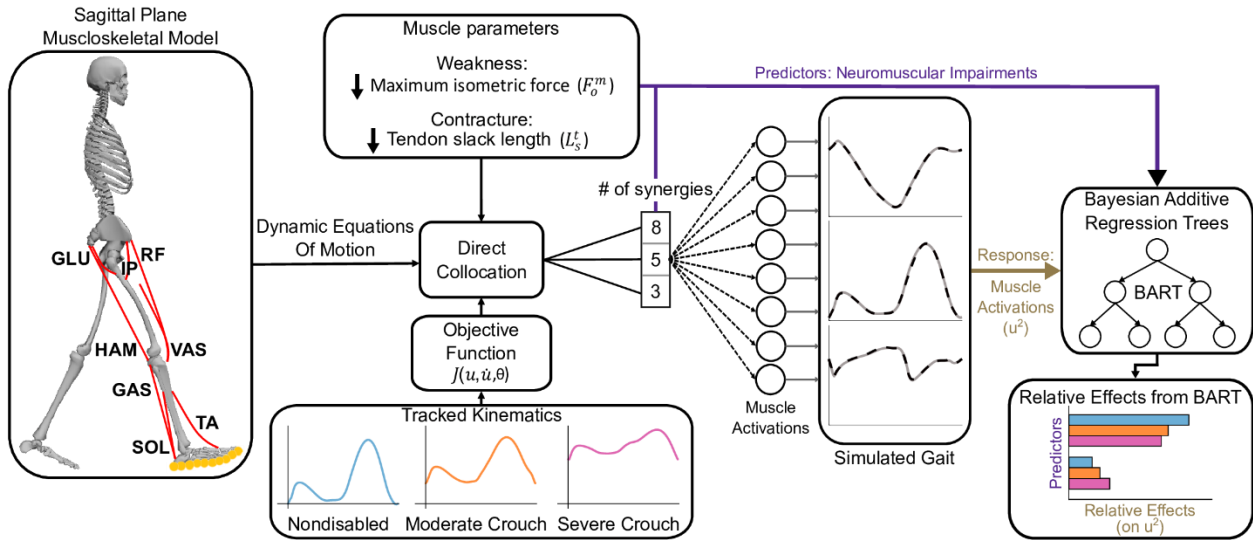 Sagittal Plane
Muscloskeletal Model
GLU
IP
RF
HAM
VAS
GAS
TA
SOL
Dynamic Equations
Of Motion
Muscle parameters
Weakness:
Maximum isometric force (F_o^m)
Contracture:
Tendon slack length (L_s^t)
Direct
Collocation
Objective
Function
J(u, u̇,θ)
Tracked Kinematics
Nondisabled
Moderate Crouch
Severe Crouch
# of synergies
8
5
3
Muscle
Activations
Simulated Gait
Predictors: Neuromuscular Impairments
Response:
Muscle
Activations
(u²)
Bayesian Additive
Regression Trees
BART
Relative Effects from BART
Predictors
Relative Effects
(on u²)